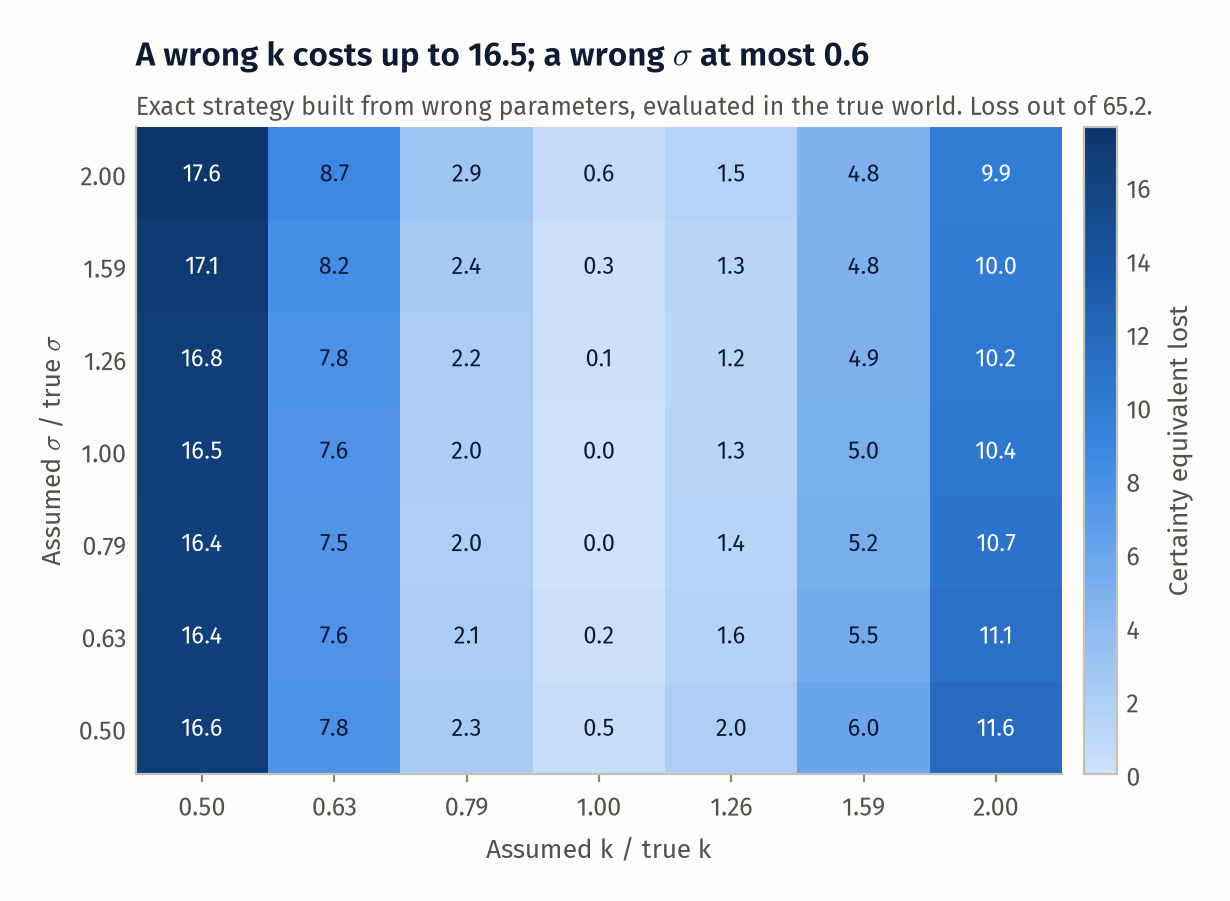 A wrong k costs up to 16.5; a wrong σ at most 0.6
Exact strategy built from wrong parameters, evaluated in the true world. Loss out of 65.2.
Assumed σ / true σ
2.00 17.6 8.7 2.9 0.6 1.5 4.8 9.9
1.59 17.1 8.2 2.4 0.3 1.3 4.8 10.0
1.26 16.8 7.8 2.2 0.1 1.2 4.9 10.2
1.00 16.5 7.6 2.0 0.0 1.3 5.0 10.4
0.79 16.4 7.5 2.0 0.0 1.4 5.2 10.7
0.63 16.4 7.6 2.1 0.2 1.6 5.5 11.1
0.50 16.6 7.8 2.3 0.5 2.0 6.0 11.6
0.50 0.63 0.79 1.00 1.26 1.59 2.00
Assumed k / true k
16
14
12
10
8
6
4
2
0
Certainty equivalent lost